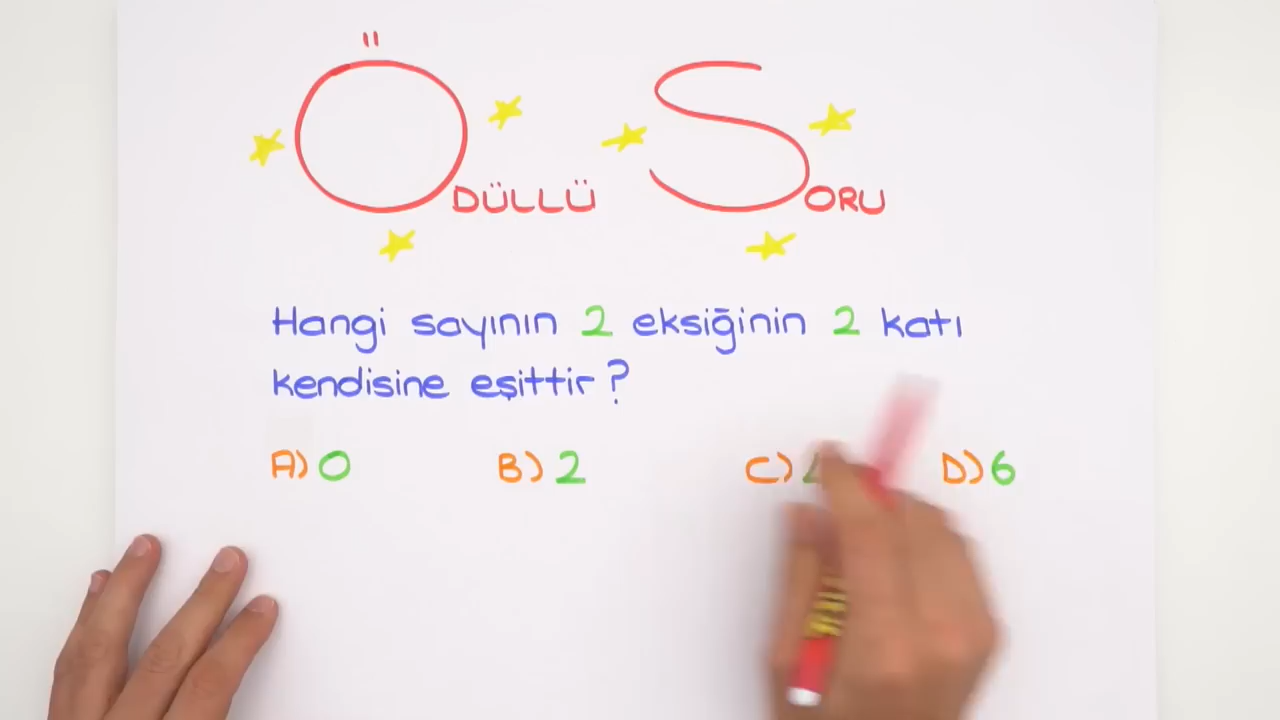 ÖDÜLLÜ SORU
Hangi sayının 2 eksiğinin 2 katı
kendisine eşittir?
A) 0 B) 2 C) D) 6